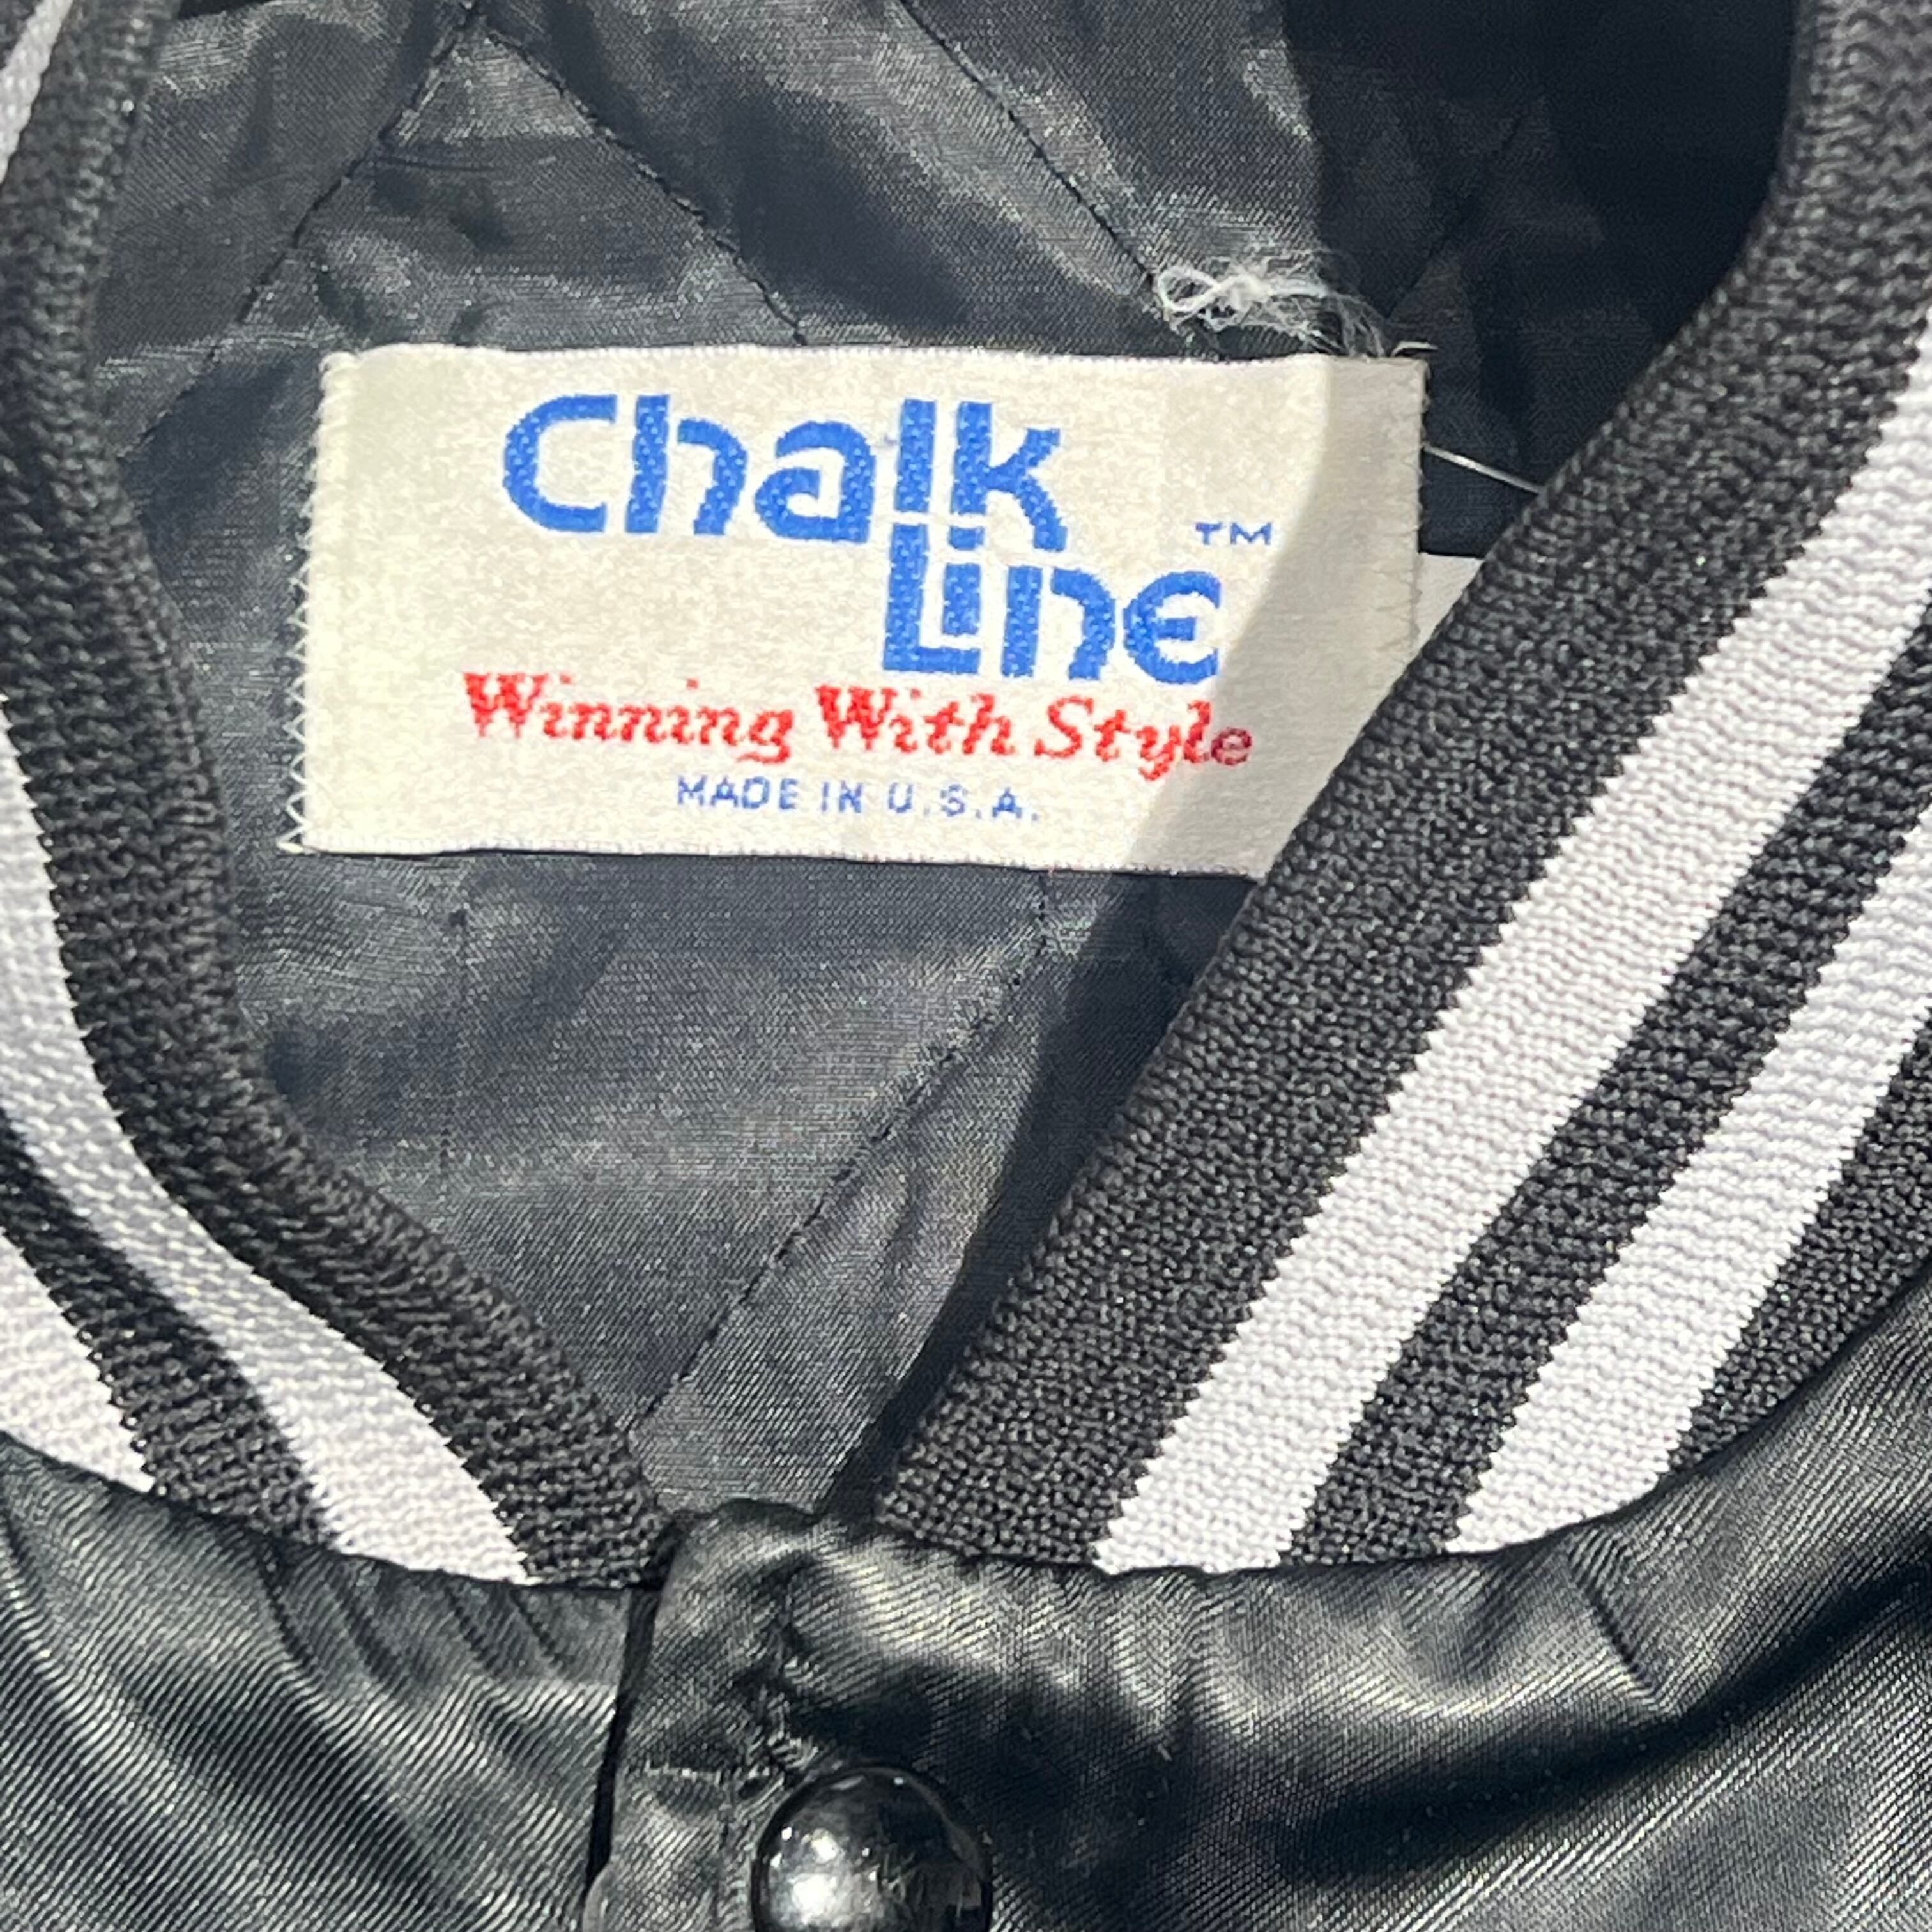 Chalk
Line ™
Winning With Style
MADE IN U.S.A.